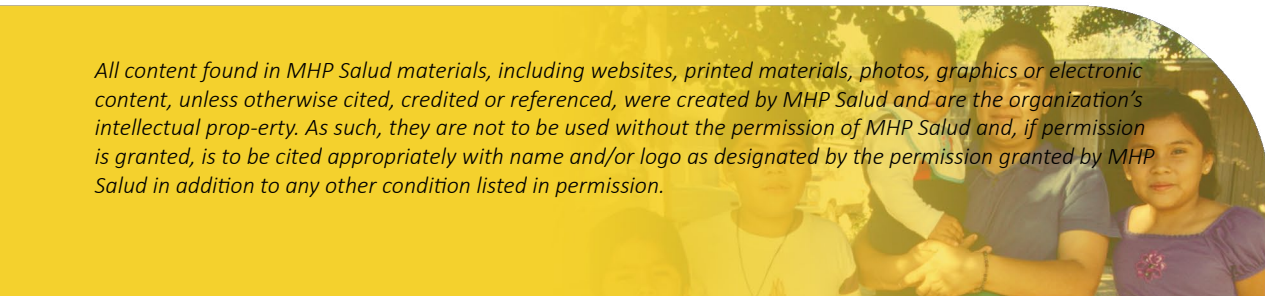 All content found in MHP Salud materials, including websites, printed materials, photos, graphics or electronic
content, unless otherwise cited, credited or referenced, were created by MHP Salud and are the organization's
intellectual prop-erty. As such, they are not to be used without the permission of MHP Salud and, if permission
is granted, is to be cited appropriately with name and/or logo as designated by the permission granted by MHP
Salud in addition to any other condition listed in permission.